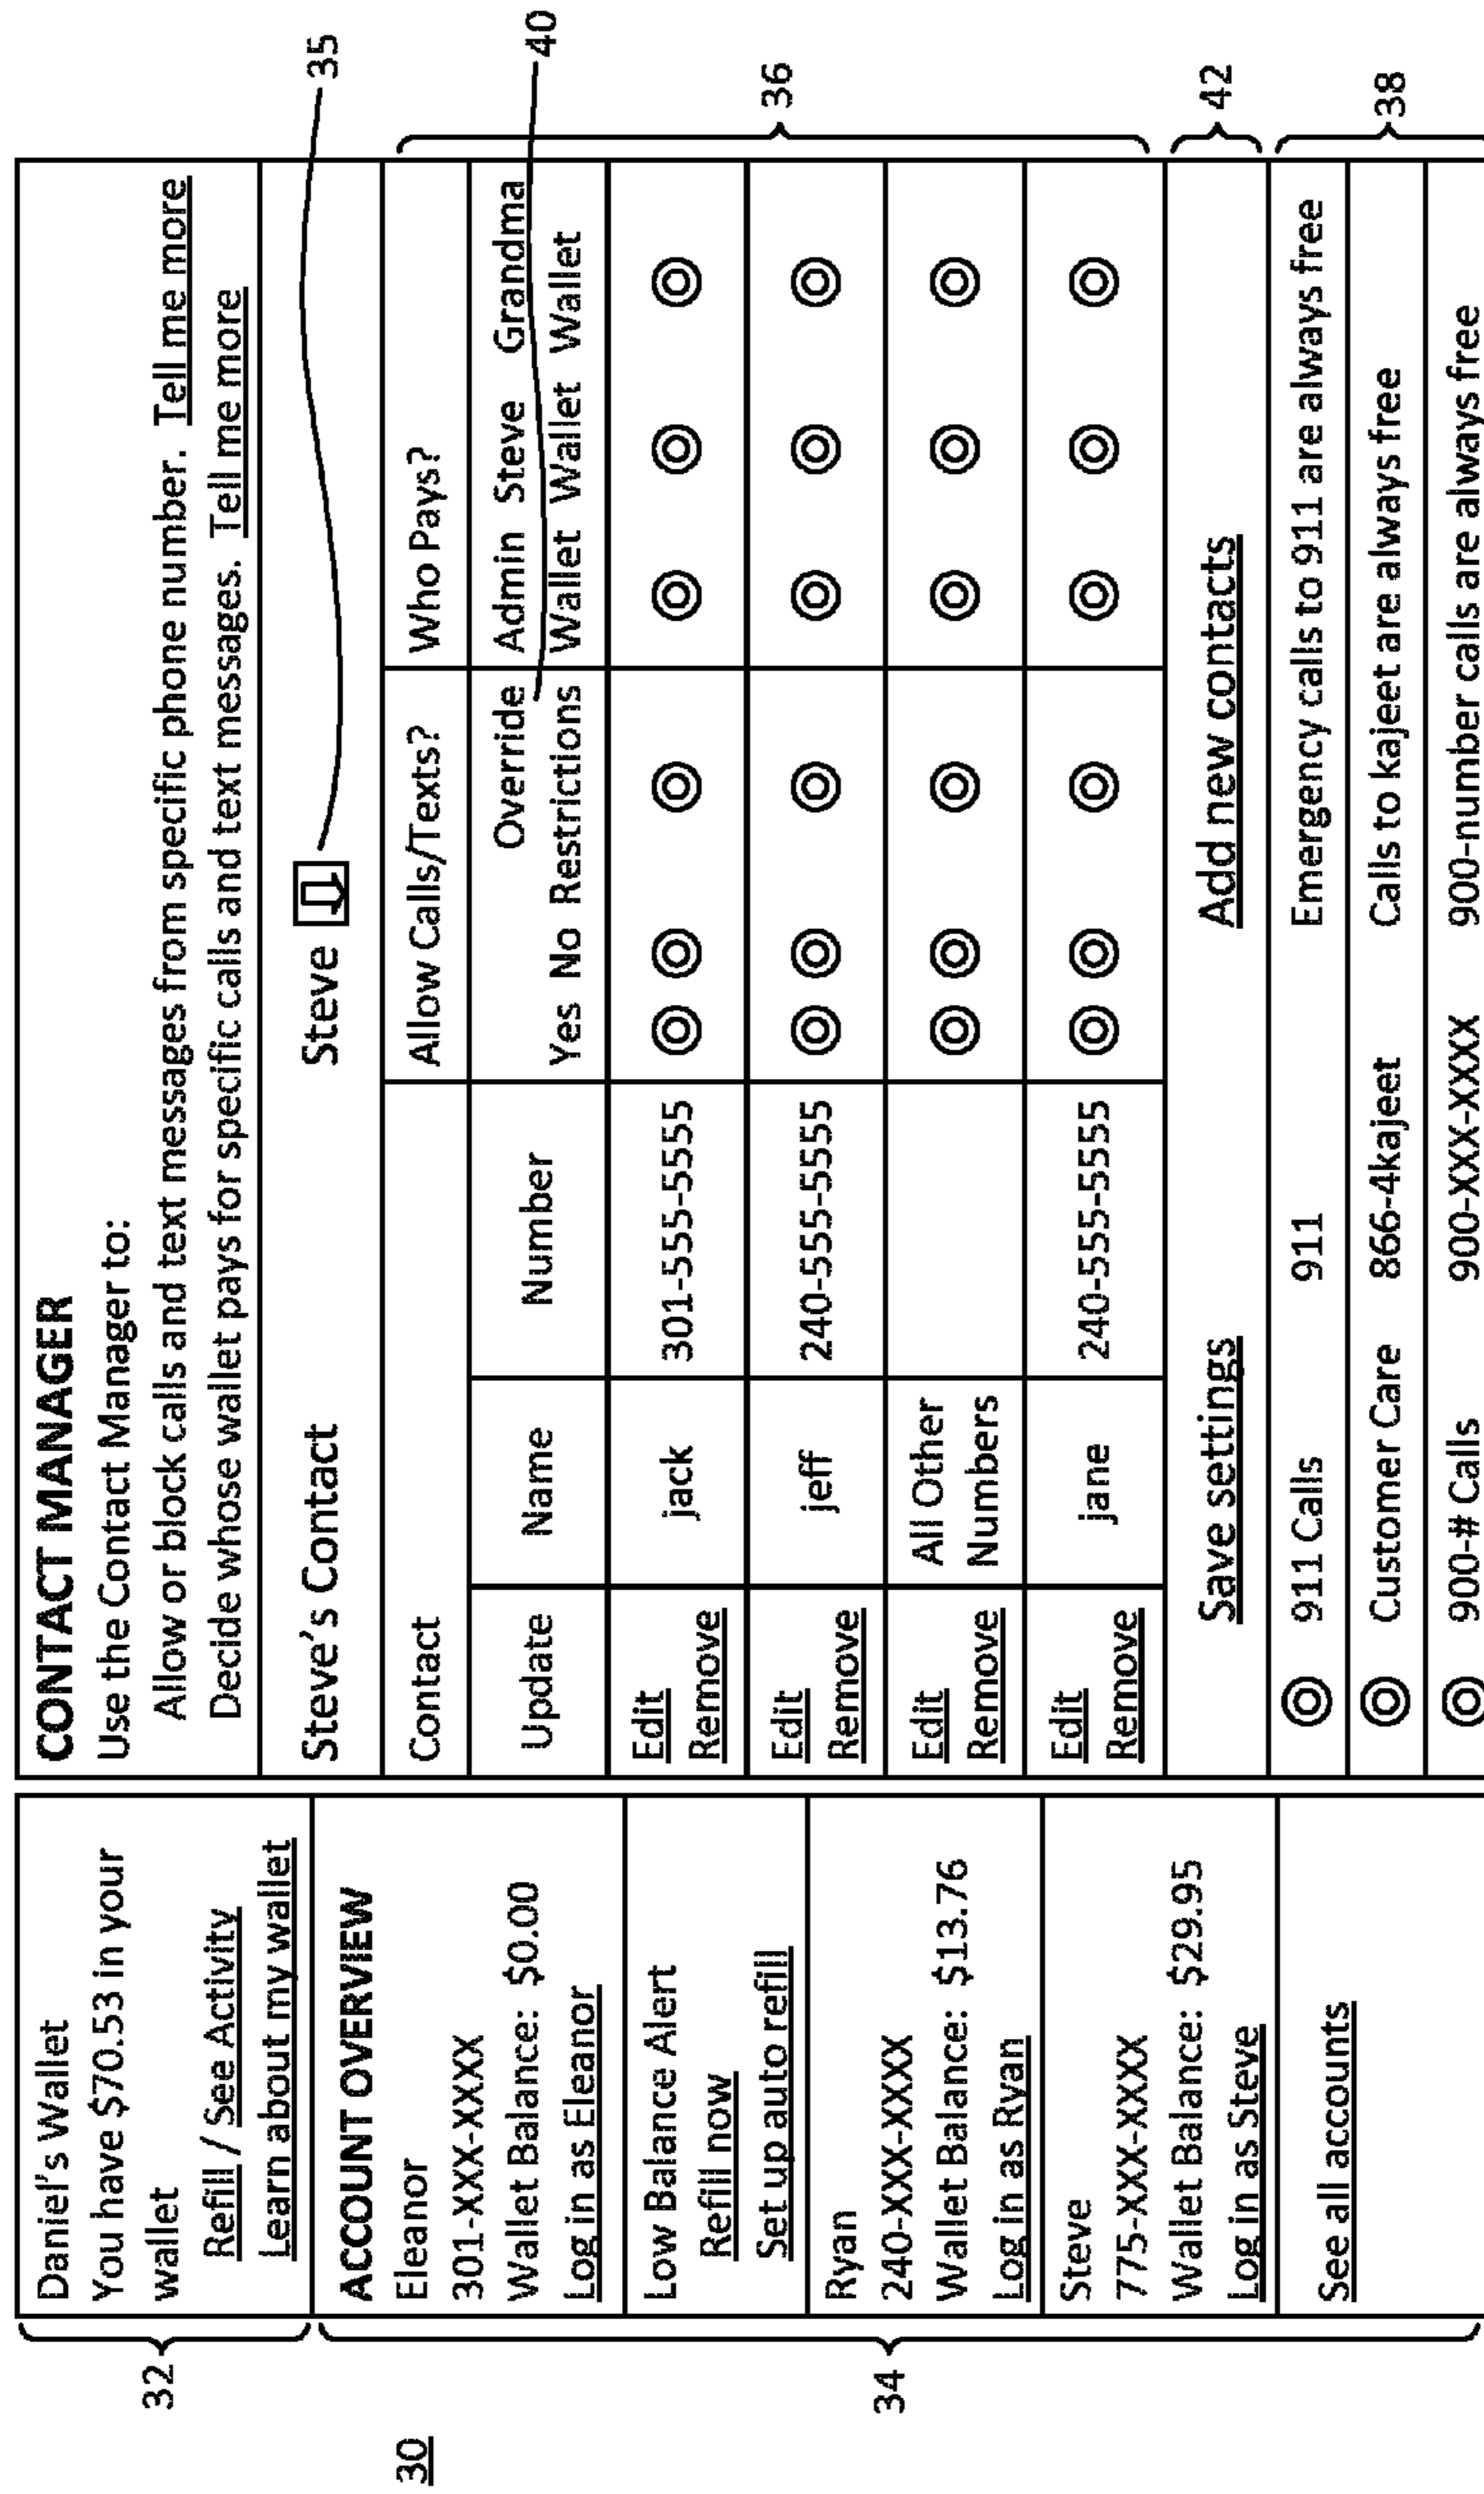 30
32
Daniel's Wallet
You have $70.53 in your
wallet
Refill / See Activity
Learn about my wallet
34
ACCOUNT OVERVIEW
Eleanor
301-XXX-XXXX
Wallet Balance: $0.00
Log in as Eleanor
Low Balance Alert
Refill now
Set up auto refill
Ryan
240-XXX-XXXX
Wallet Balance: $13.76
Log in as Ryan
Steve
775-XXX-XXXX
Wallet Balance: $29.95
Log in as Steve
See all accounts
CONTACT MANAGER
Use the Contact Manager to:
Allow or block calls and text messages from specific phone number. Tell me more
Decide whose wallet pays for specific calls and text messages. Tell me more
Steve's Contact Steve
35
Contact Allow Calls/Texts? Who Pays?
Override Admin Steve Grandma
Update Name Number Yes No Restrictions Wallet Wallet Wallet
40
Edit
Remove jack 301-555-5555
Edit
Remove jeff 240-555-5555
36
Edit All Other
Remove Numbers
Edit
Remove jane 240-555-5555
Save settings Add new contacts
42
911 Calls 911 Emergency calls to 911 are always free
Customer Care 866-4kajeet Calls to kajeet are always free
38
900-# Calls 900-XXX-XXXX 900-number calls are always free